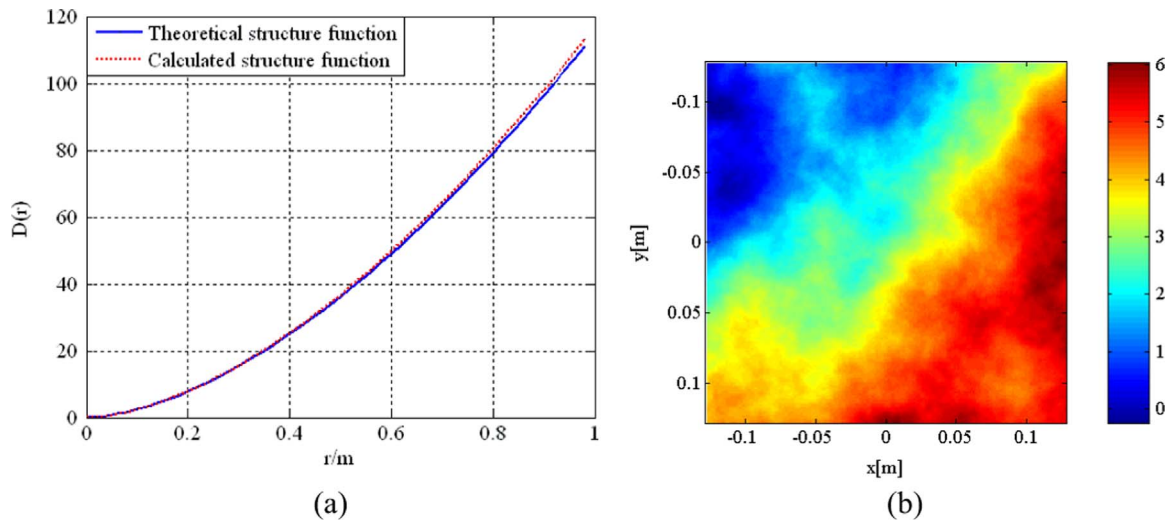 120
100
80
60
40
20
0
D(r)
Theoretical structure function
Calculated structure function
0 0.2 0.4 0.6 0.8 1
r/m
(a)
-0.1
-0.05
0
0.05
0.1
y[m]
-0.1 -0.05 0 0.05 0.1
x[m]
6
5
4
3
2
1
0
(b)